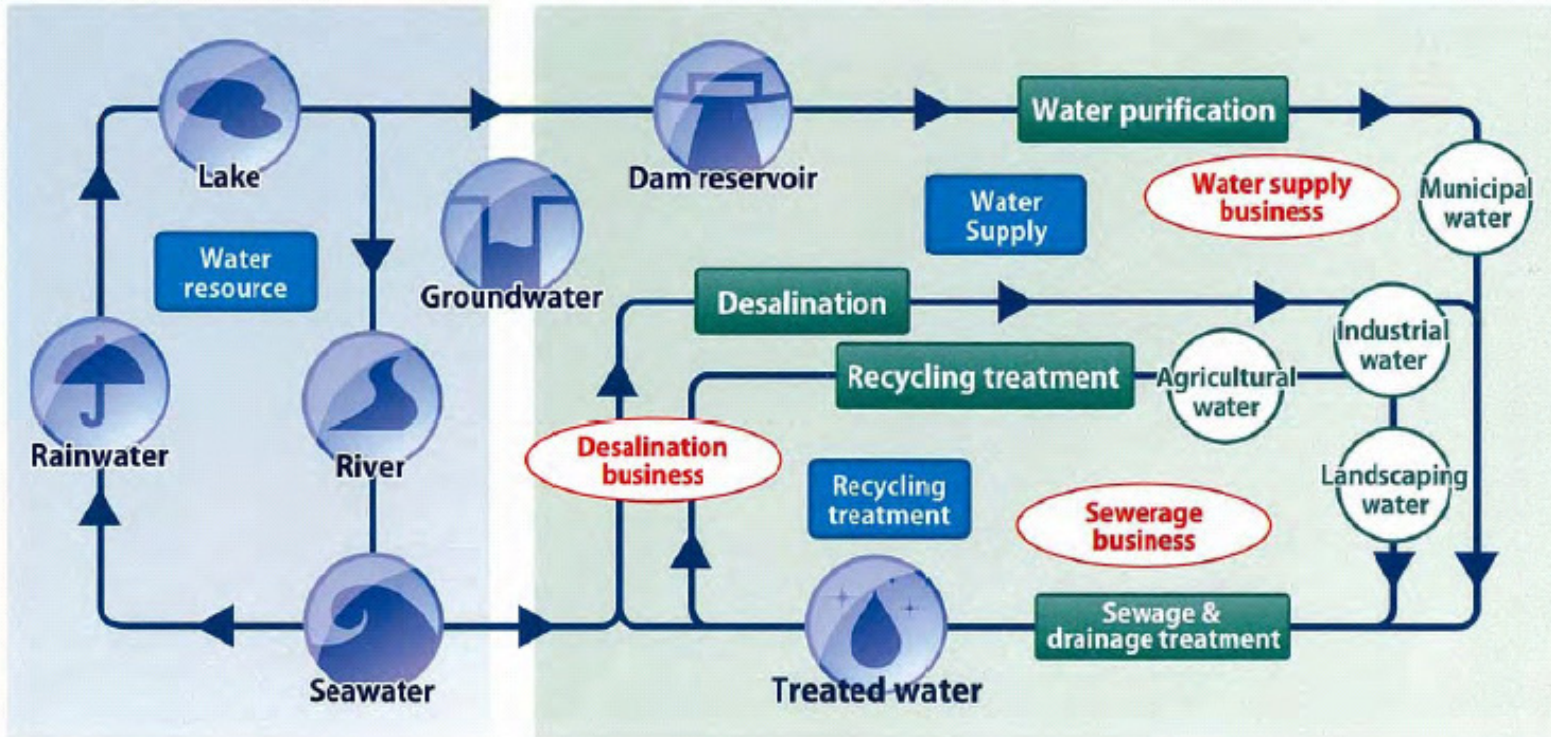 Lake
Dam reservoir
Water purification
Water supply
business
Municipal
water
Water
Supply
Water
resource
Groundwater
Desalination
Industrial
water
Recycling treatment
Agricultural
water
Rainwater
River
Desalination
business
Recycling
treatment
Sewerage
business
Landscaping
water
Seawater
Treated water
Sewage &
drainage treatment